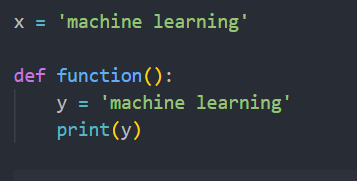 x = 'machine learning'
def function():
    y = 'machine learning'
    print(y)